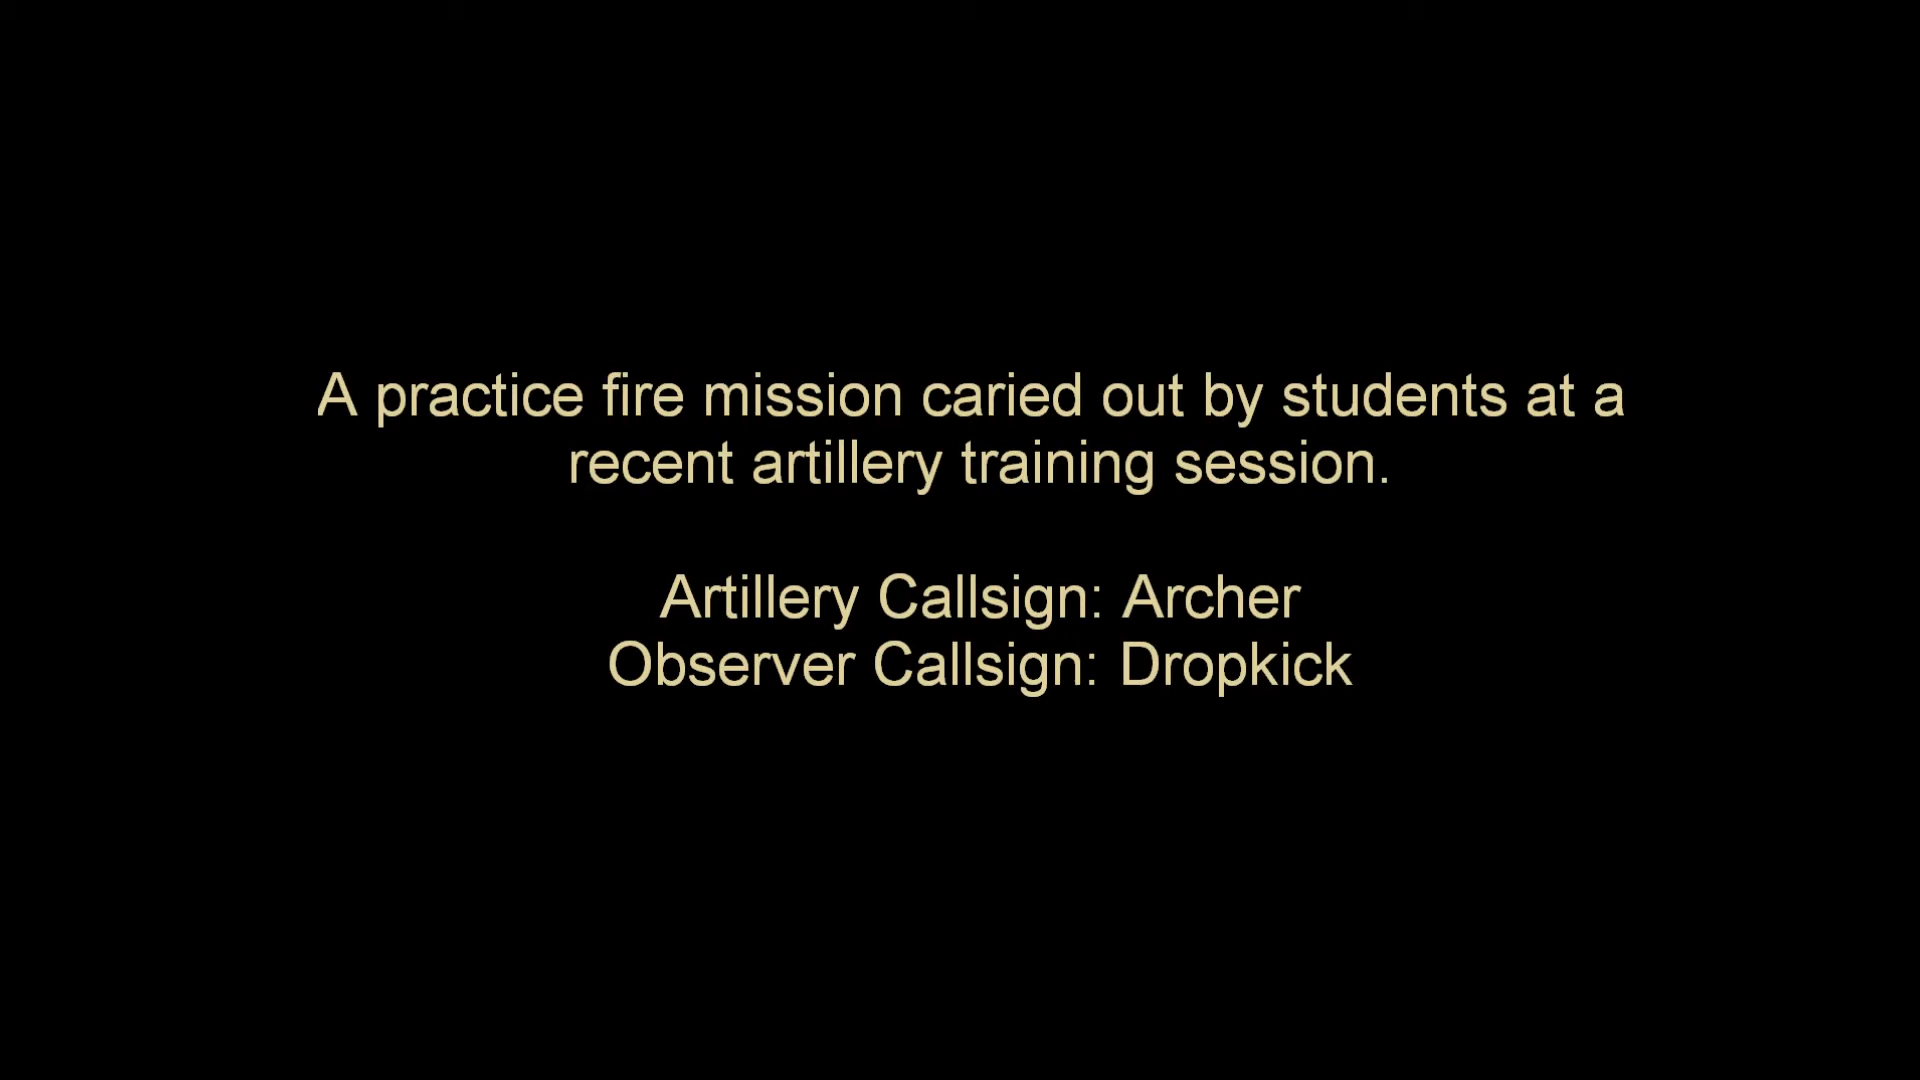 A practice fire mission caried out by students at a
recent artillery training session.
Artillery Callsign: Archer
Observer Callsign: Dropkick